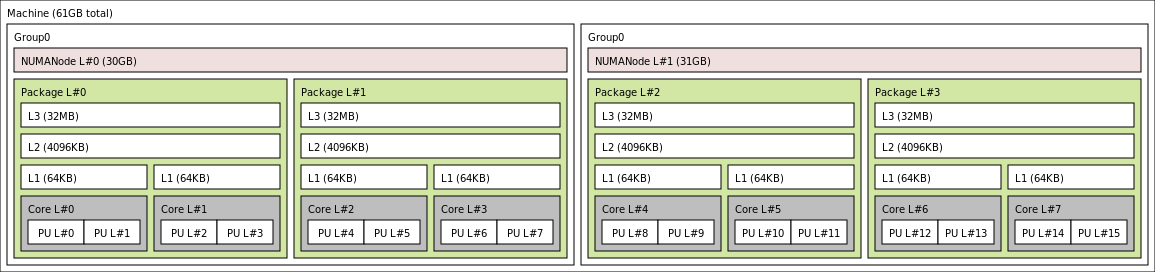 Machine (61GB total)
Group0
NUMANode L#0 (30GB)
Package L#0
L3 (32MB)
L2 (4096KB)
L1 (64KB)
L1 (64KB)
Core L#0
PU L#0
PU L#1
Core L#1
PU L#2
PU L#3
Package L#1
L3 (32MB)
L2 (4096KB)
L1 (64KB)
L1 (64KB)
Core L#2
PU L#4
PU L#5
Core L#3
PU L#6
PU L#7
Group0
NUMANode L#1 (31GB)
Package L#2
L3 (32MB)
L2 (4096KB)
L1 (64KB)
L1 (64KB)
Core L#4
PU L#8
PU L#9
Core L#5
PU L#10
PU L#11
Package L#3
L3 (32MB)
L2 (4096KB)
L1 (64KB)
L1 (64KB)
Core L#6
PU L#12
PU L#13
Core L#7
PU L#14
PU L#15